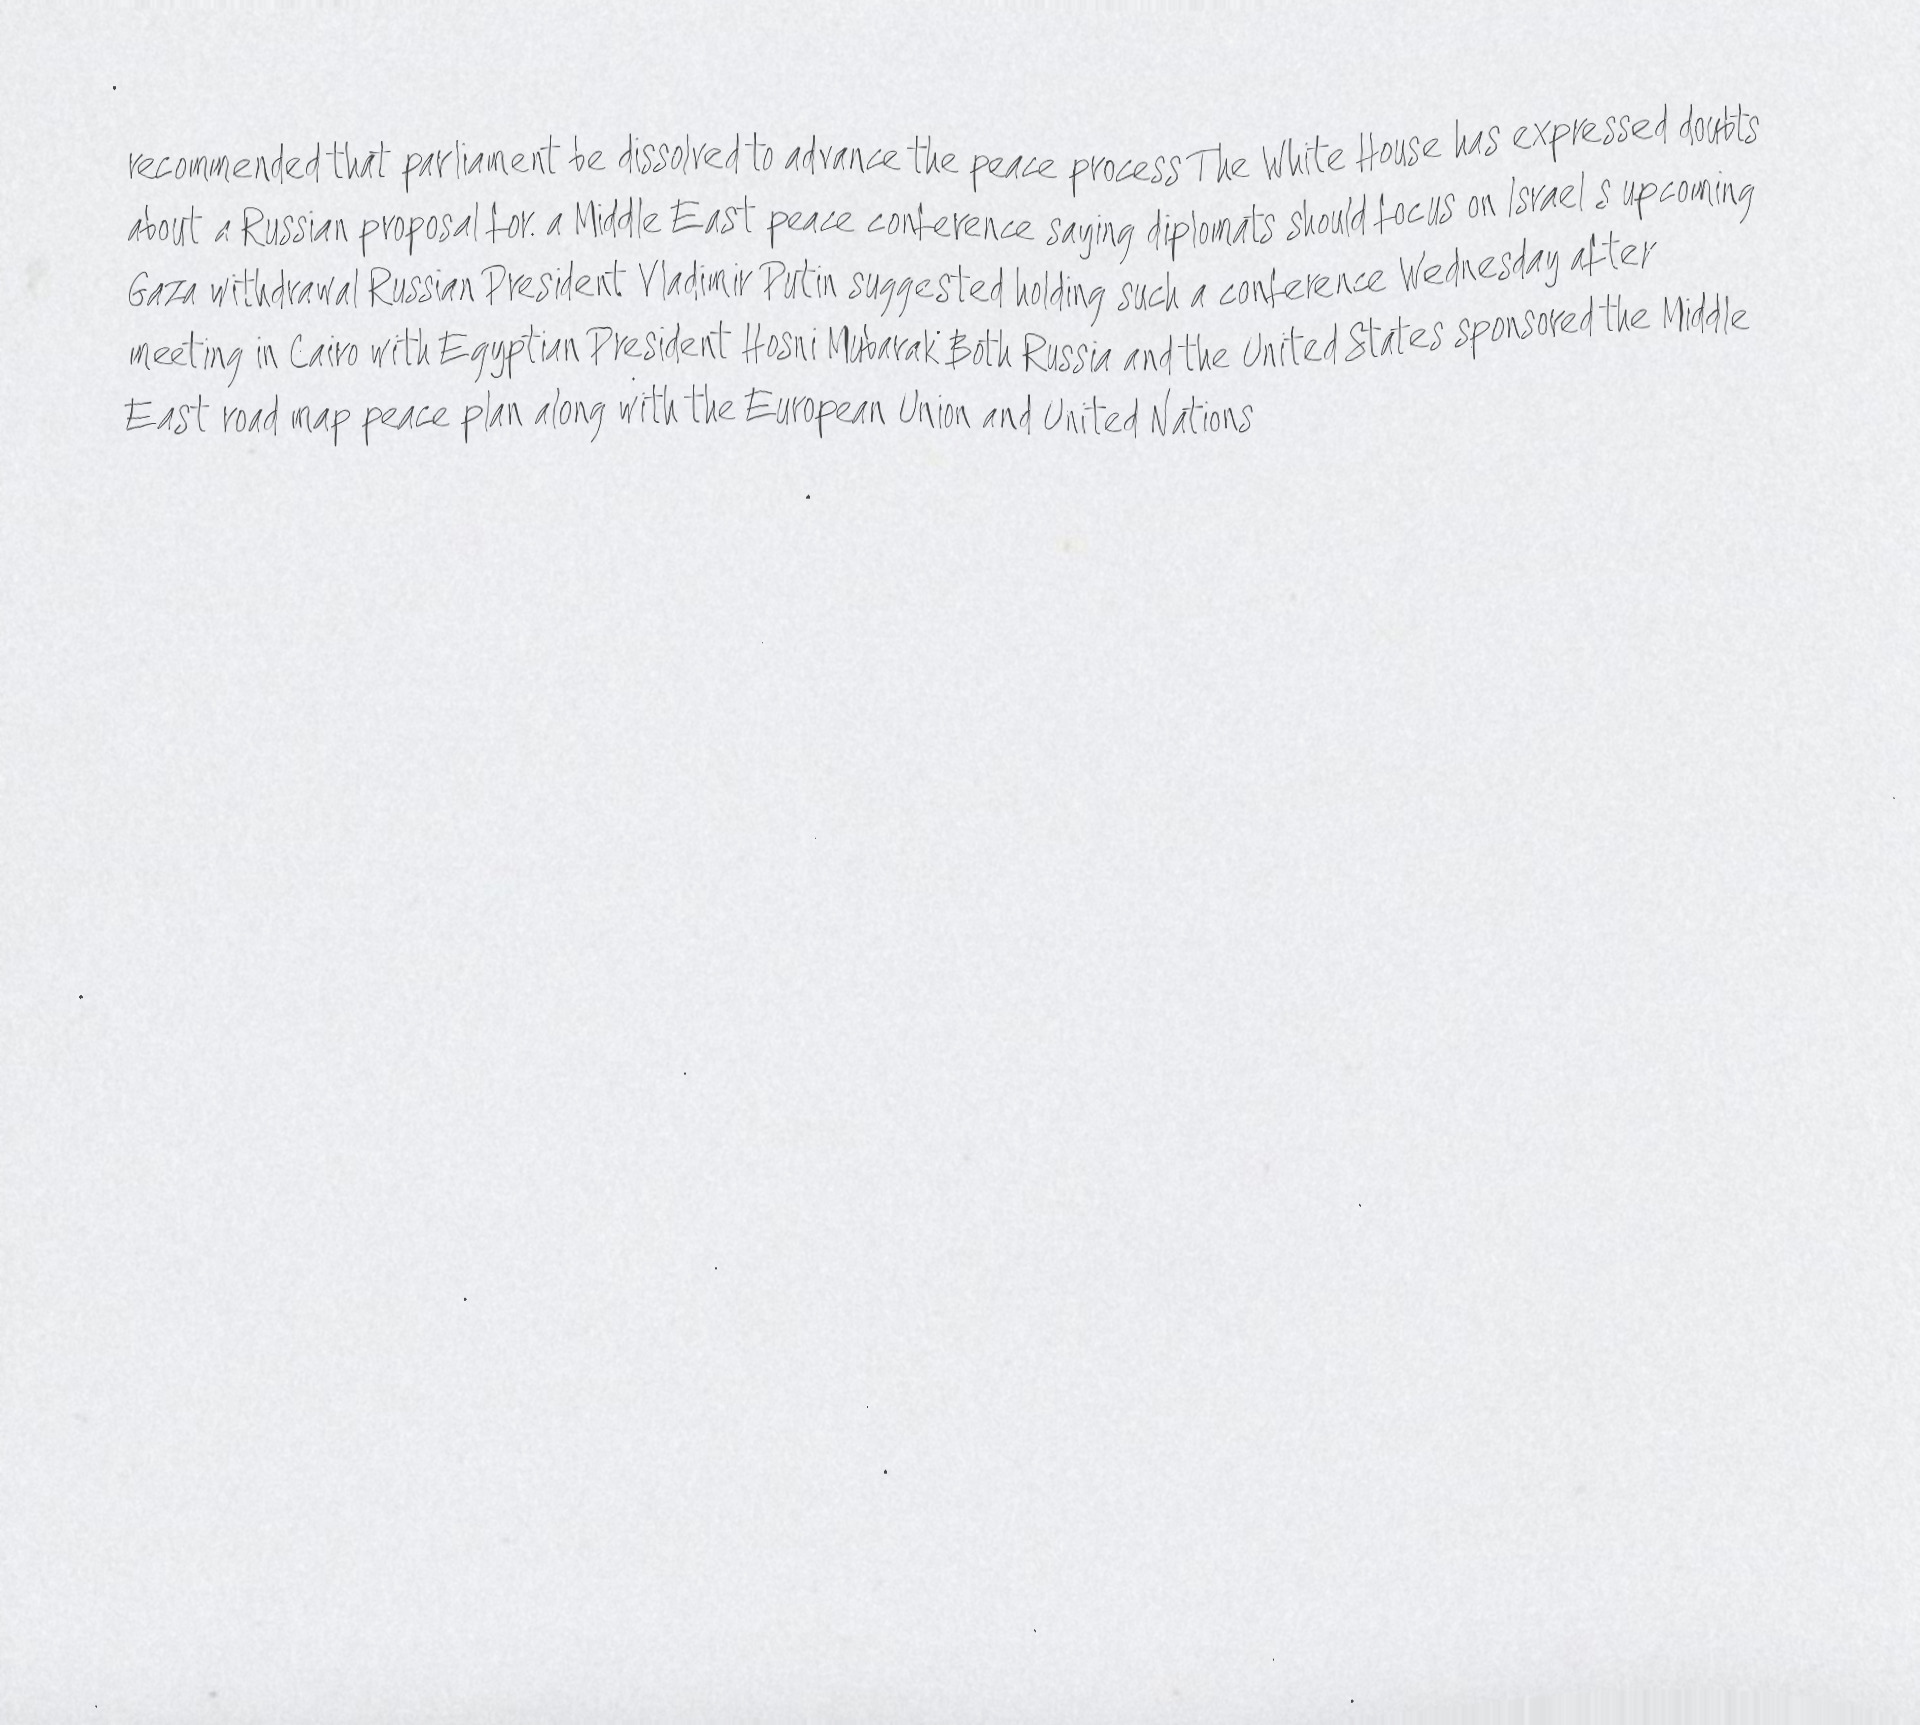 recommended that parliament be dissolved to advance the peace process The White House has expressed doubts
about a Russian proposal for a Middle East peace conference saying diplomats should focus on Israel s upcoming
Gaza withdrawal Russian President Vladimir Putin suggested holding such a conference Wednesday after
meeting in Cairo with Egyptian President Hosni Mubarak Both Russia and the United States sponsored the Middle
East road map peace plan along with the European Union and United Nations